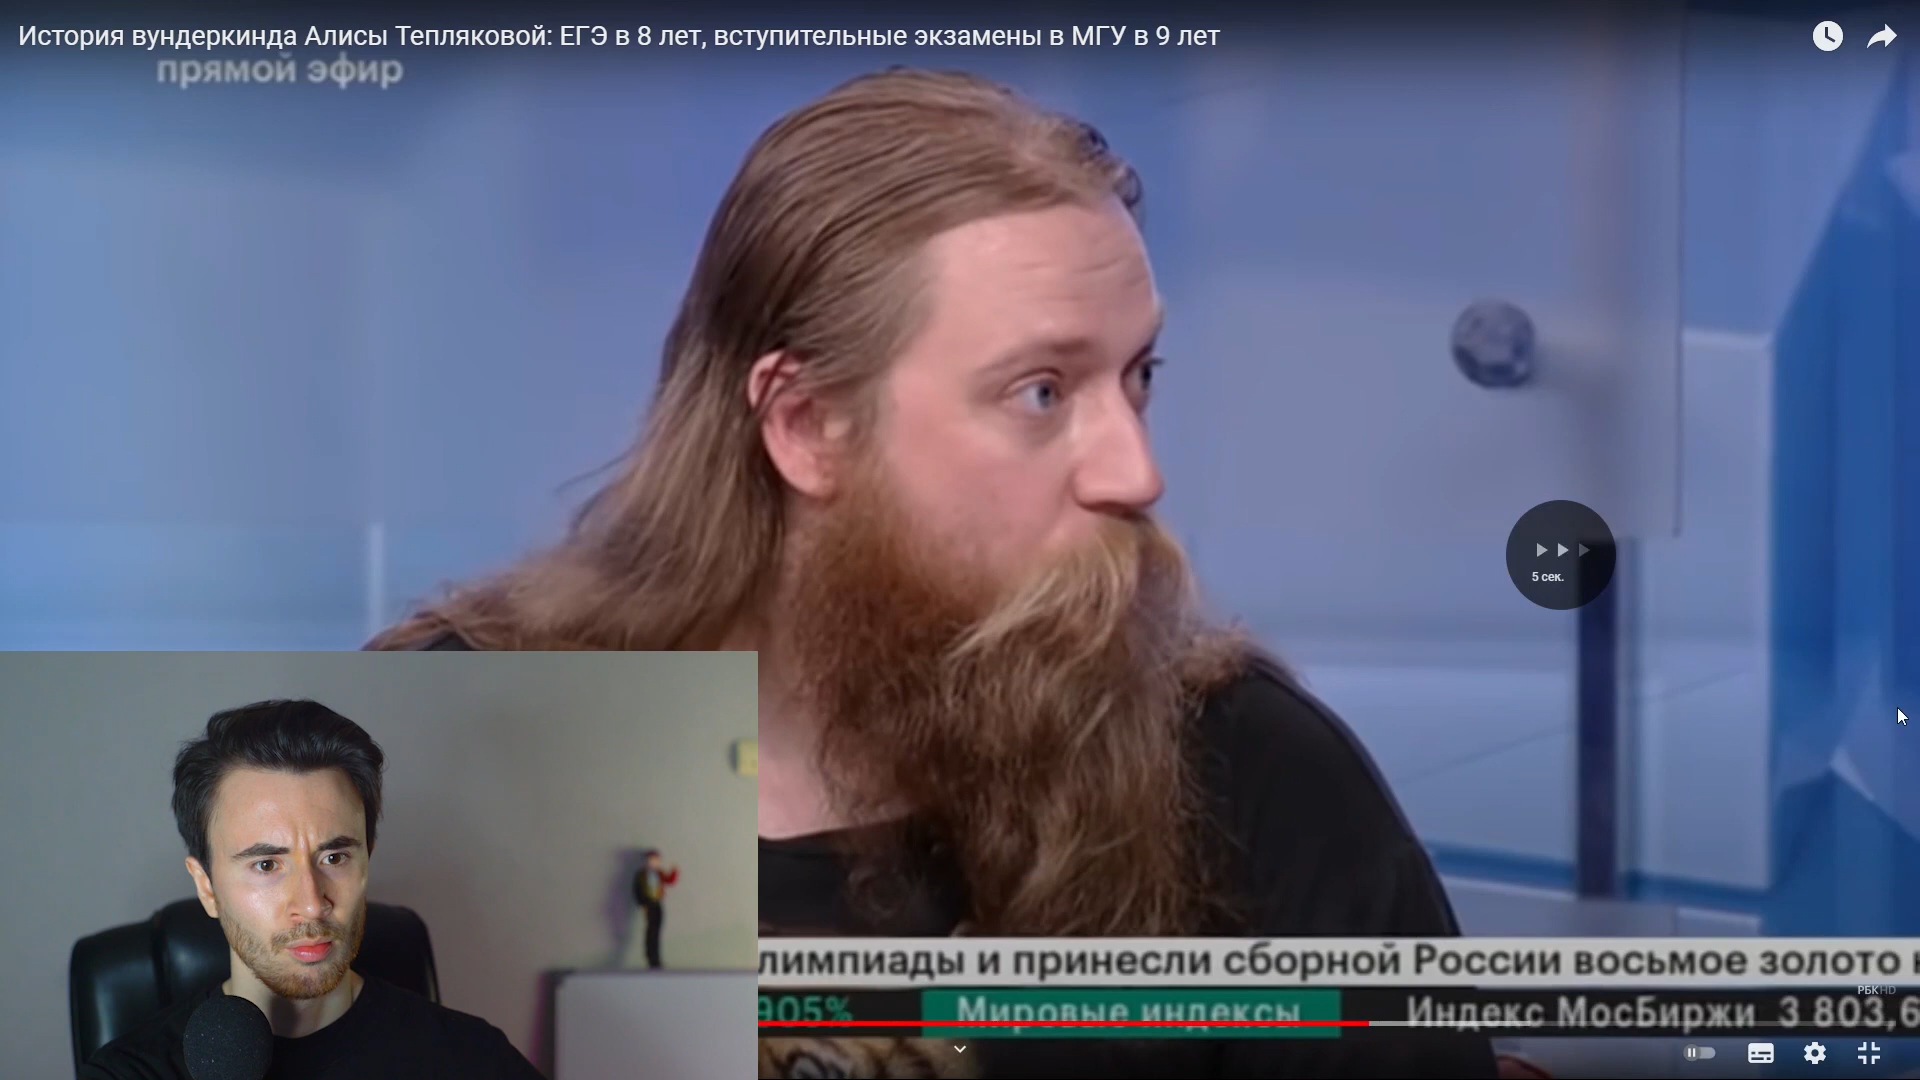 История вундеркинда Алисы Тепляковой: ЕГЭ в 8 лет, вступительные экзамены в МГУ в 9 лет
прямой эфир
5 сек.
лимпиады и принесли сборной России восьмое золото
РБК HD
905% Мировые индексы Индекс МосБиржи 3 803,6